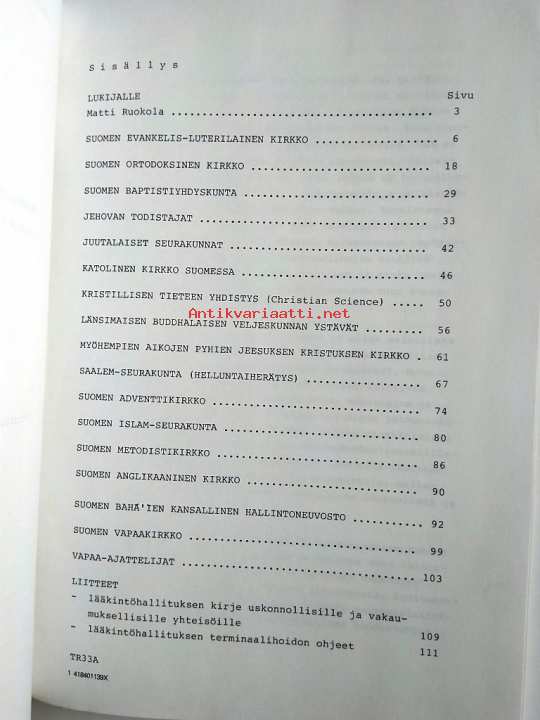 Sisällys
LUKIJALLE Sivu
Matti Ruokola ....................................... 3
SUOMEN EVANKELIS-LUTERILAINEN KIRKKO ................... 6
SUOMEN ORTODOKSINEN KIRKKO ........................... 18
SUOMEN BAPTISTIYHDYSKUNTA ............................ 29
JEHOVAN TODISTAJAT ................................... 33
JUUTALAISET SEURAKUNNAT .............................. 42
KATOLINEN KIRKKO SUOMESSA ............................ 46
KRISTILLISEN TIETEEN YHDISTYS (Christian Science) ..... 50
Antikvariaatti.net
LÄNSIMAISEN BUDDHALAISEN VELJESKUNNAN YSTÄVÄT ......... 56
MYÖHEMPIEN AIKOJEN PYHIEN JEESUKSEN KRISTUKSEN KIRKKO . 61
SAALEM-SEURAKUNTA (HELLUNTAIHERÄTYS) ................. 67
SUOMEN ADVENTTIKIRKKO ................................ 74
SUOMEN ISLAM-SEURAKUNTA .............................. 80
SUOMEN METODISTIKIRKKO ............................... 86
SUOMEN ANGLIKAANINEN KIRKKO .......................... 90
SUOMEN BAHÁ'IEN KANSALLINEN HALLINTONEUVOSTO ........... 92
SUOMEN VAPAAKIRKKO ................................... 99
VAPAA-AJATTELIJAT ................................... 103
LIITTEET
- lääkintöhallituksen kirje uskonnollisille ja vakau-
muksellisille yhteisöille 109
- lääkintöhallituksen terminaalihoidon ohjeet 111
TR33A
1 418401139X